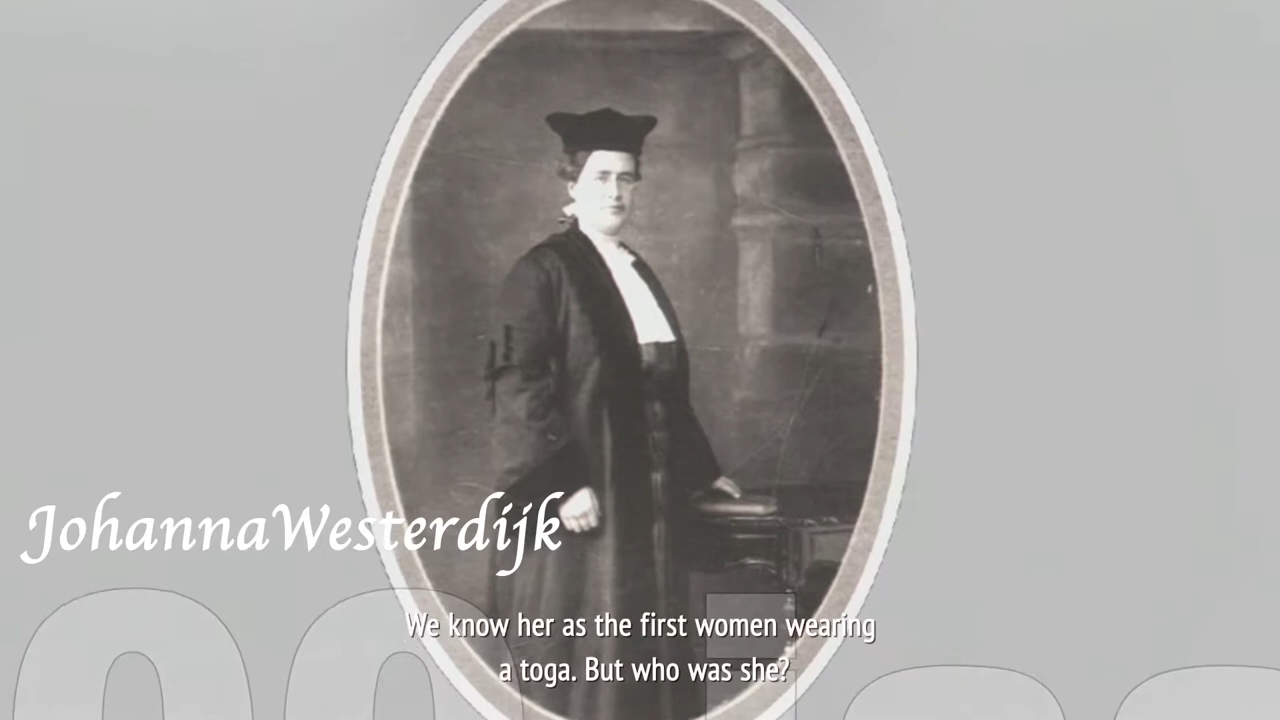 JohannaWesterdijk
We know her as the first women wearing
a toga. But who was she?